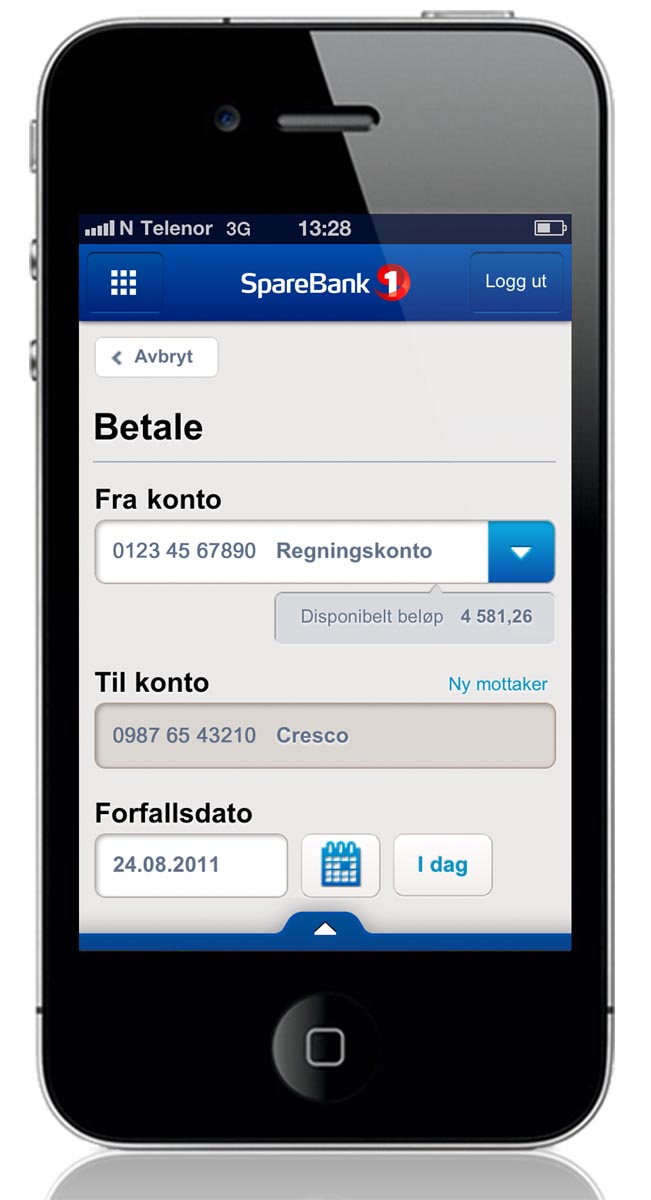 N Telenor 3G 13:28
SpareBank 1 Logg ut
Avbryt
Betale
Fra konto
0123 45 67890 Regningskonto
Disponibelt beløp 4 581,26
Til konto Ny mottaker
0987 65 43210 Cresco
Forfallsdato
24.08.2011 I dag